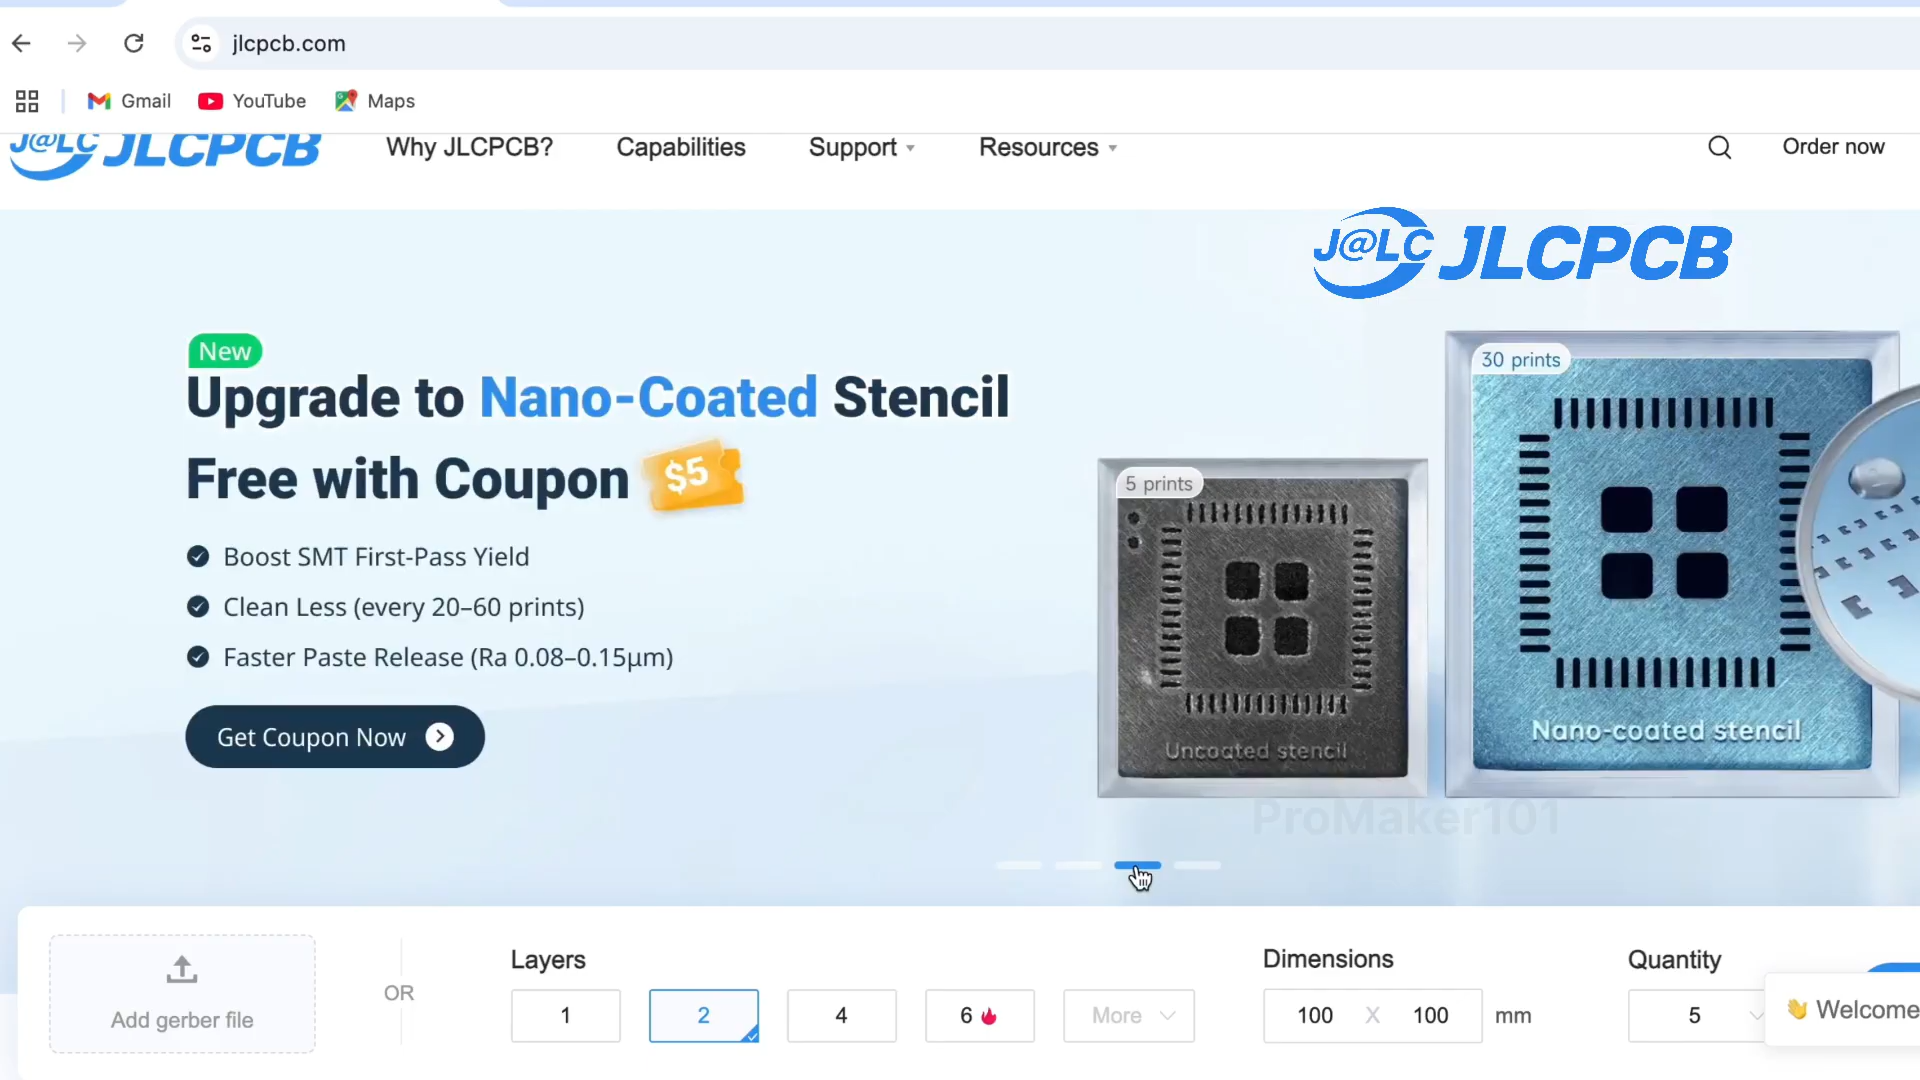 jlcpcb.com
Gmail
YouTube
Maps
J@LC JLCPCB
Why JLCPCB?
Capabilities
Support
Resources
Order now
J@LC JLCPCB
New
Upgrade to Nano-Coated Stencil
Free with Coupon $5
Boost SMT First-Pass Yield
Clean Less (every 20–60 prints)
Faster Paste Release (Ra 0.08–0.15μm)
Get Coupon Now
5 prints
Uncoated stencil
30 prints
Nano-coated stencil
ProMaker101
Add gerber file
OR
Layers
1
2
4
6
More
Dimensions
100 X 100 mm
Quantity
5
Welcome